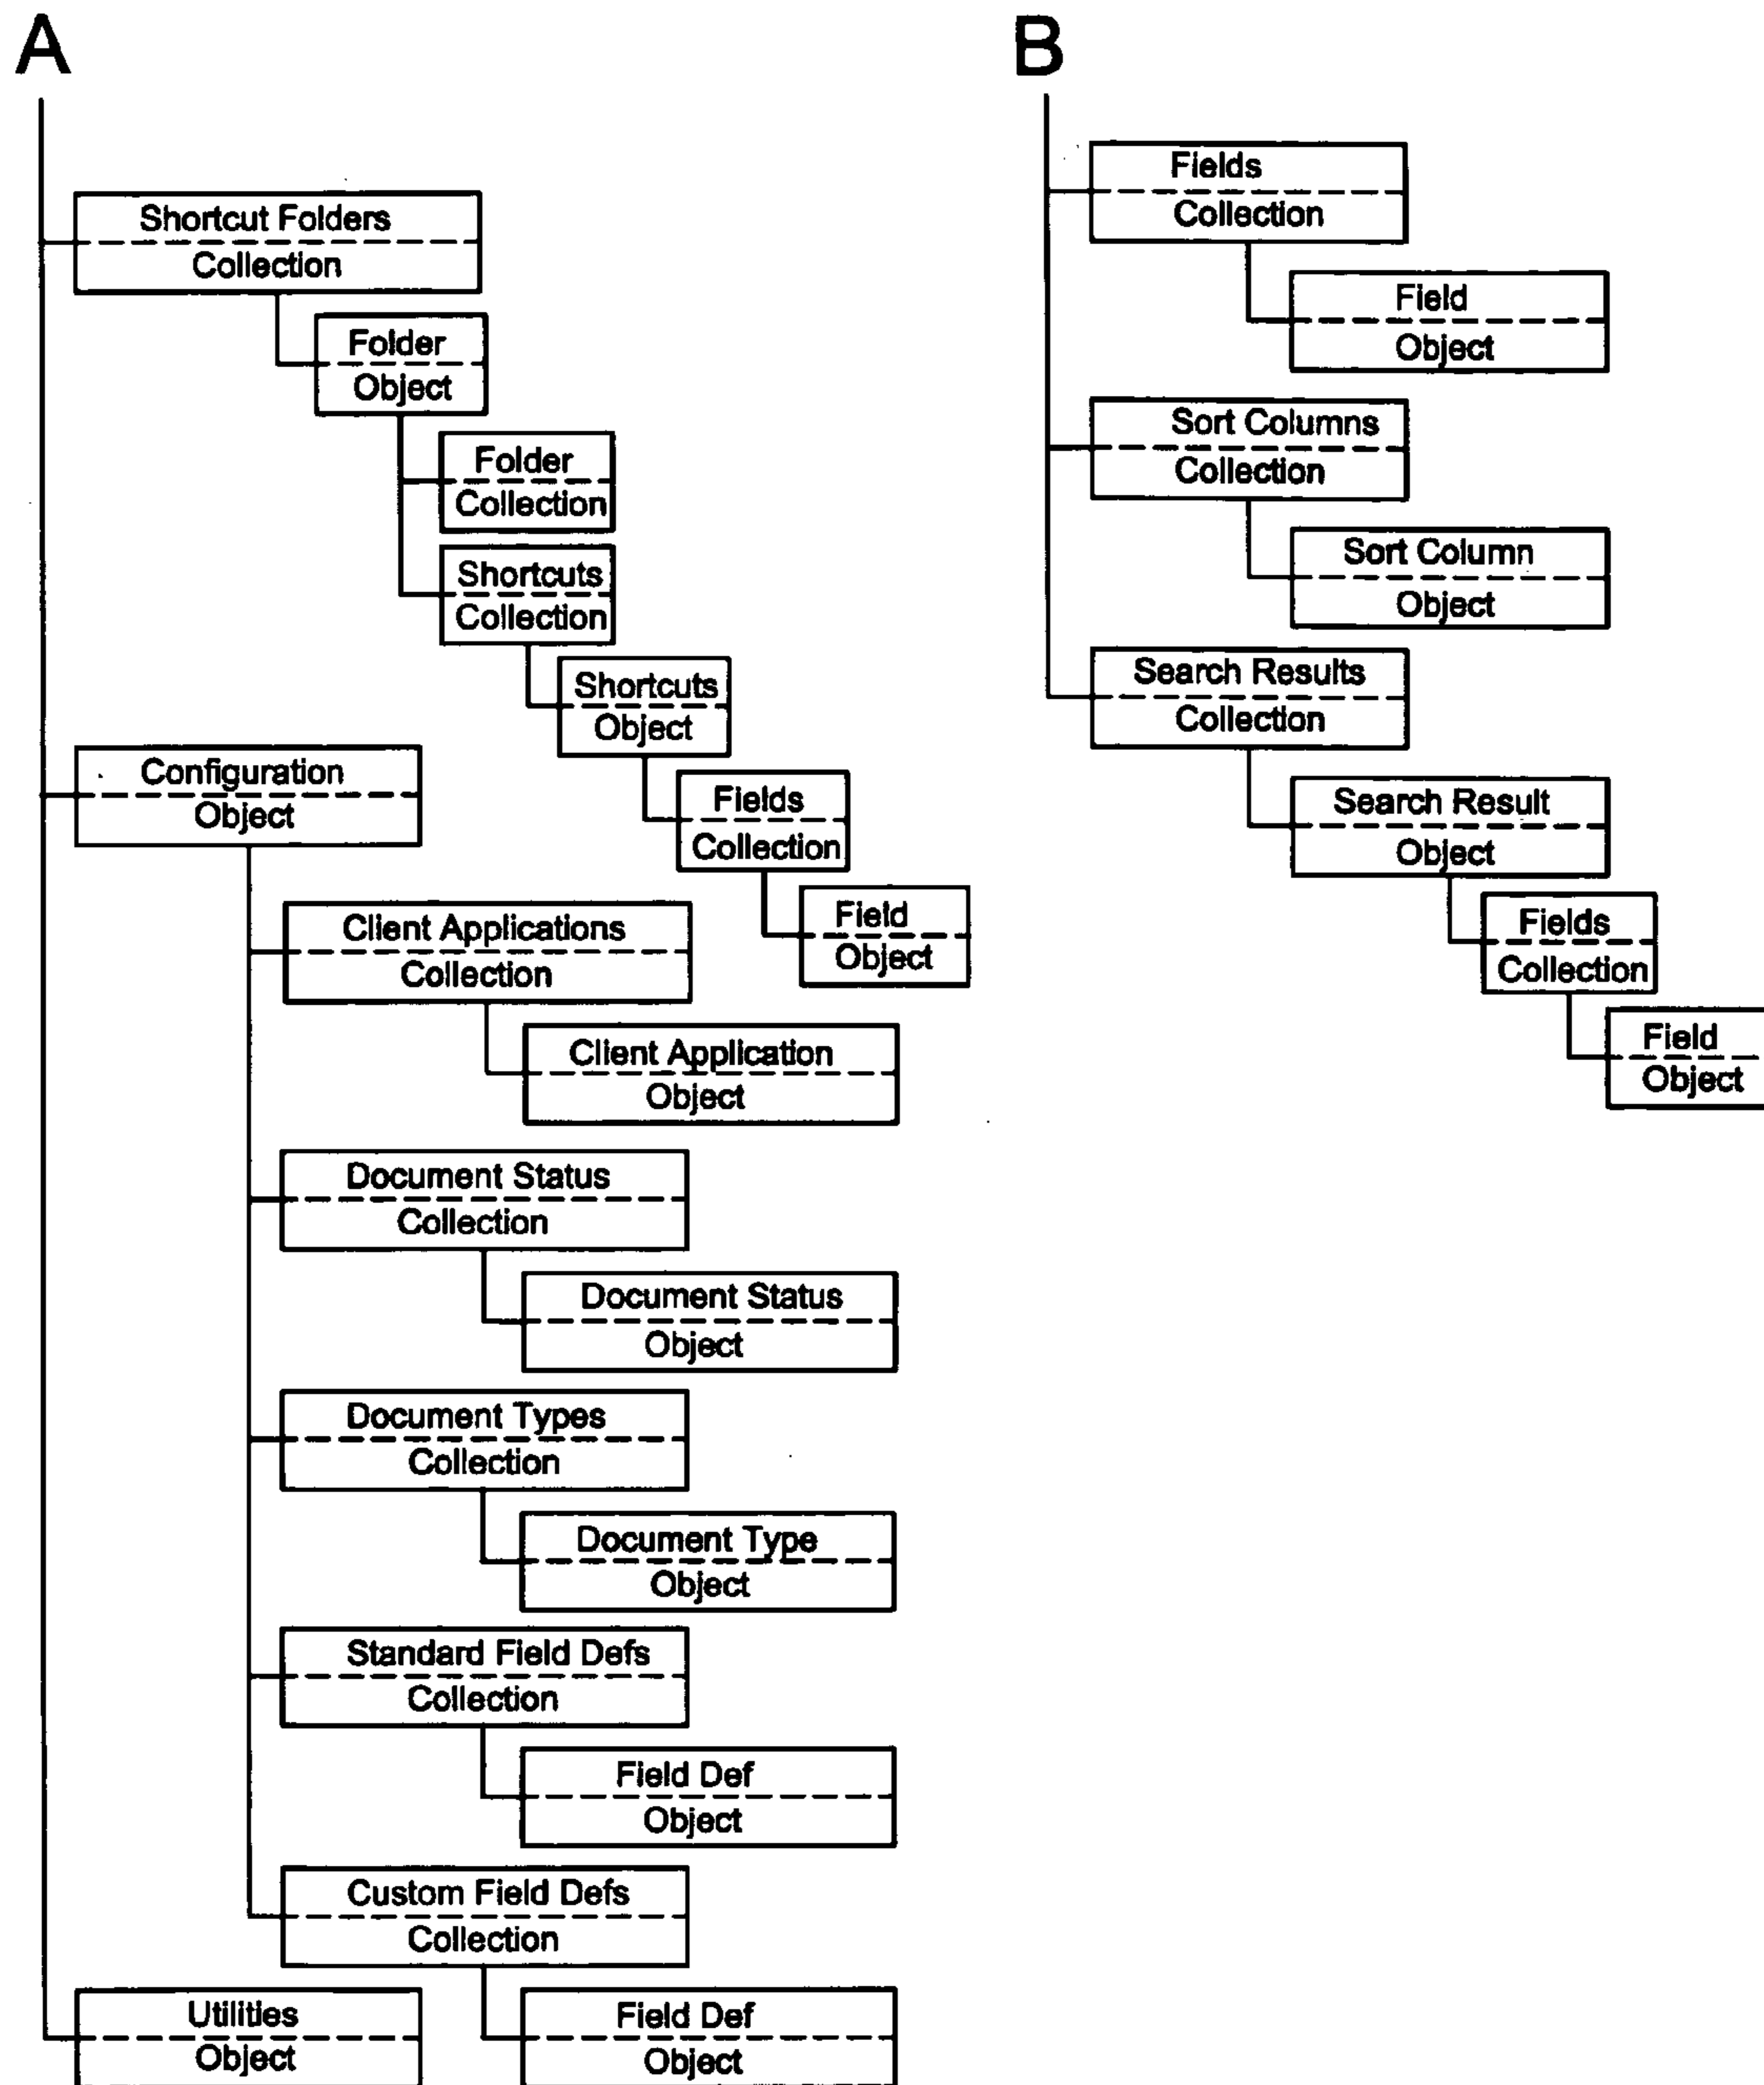 A
Shortcut Folders
Collection
Folder
Object
Folder
Collection
Shortcuts
Collection
Shortcuts
Object
Fields
Collection
Field
Object
Configuration
Object
Client Applications
Collection
Client Application
Object
Document Status
Collection
Document Status
Object
Document Types
Collection
Document Type
Object
Standard Field Defs
Collection
Field Def
Object
Custom Field Defs
Collection
Field Def
Object
Utilities
Object
B
Fields
Collection
Field
Object
Sort Columns
Collection
Sort Column
Object
Search Results
Collection
Search Result
Object
Fields
Collection
Field
Object